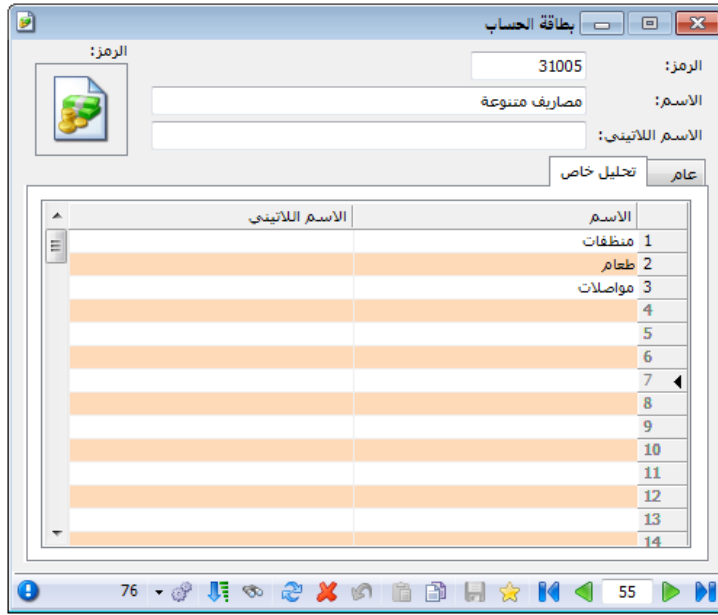 بطاقة الحساب
الرمز: 31005
الرمز:
الاسم: مصاريف متنوعة
الاسم اللاتيني:
عام تحليل خاص
الاسم الاسم اللاتيني
1 منظفات
2 طعام
3 مواصلات
4
5
6
7
8
9
10
11
12
13
14
55 76